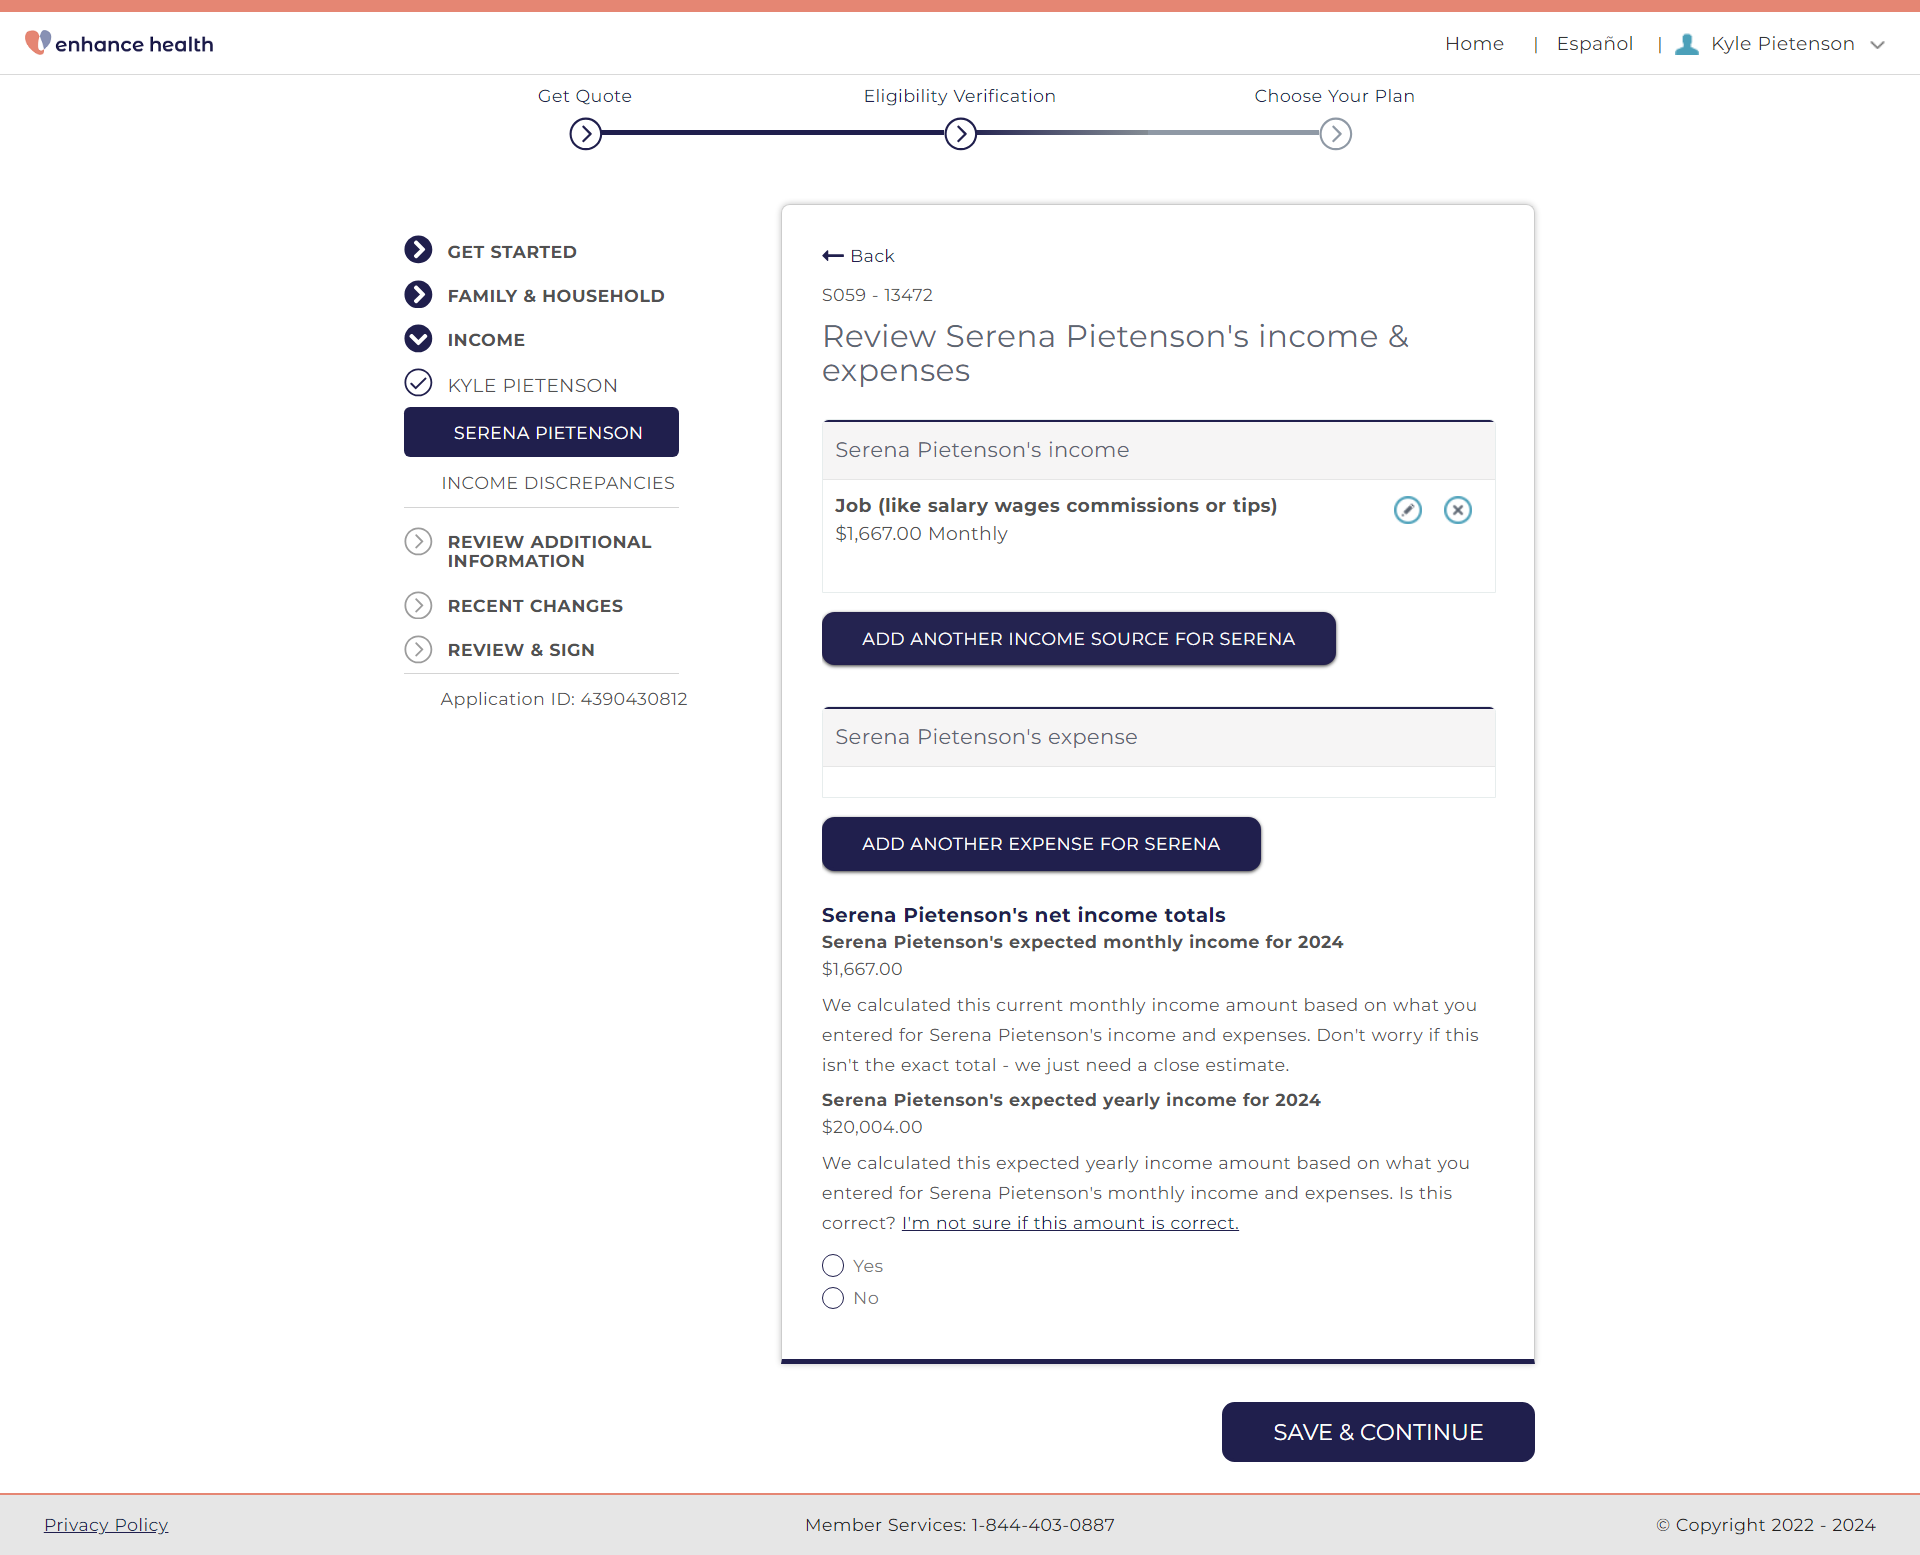 enhance health
Home | Español | Kyle Pietenson
Get Quote
Eligibility Verification
Choose Your Plan
GET STARTED
FAMILY & HOUSEHOLD
INCOME
KYLE PIETENSON
SERENA PIETENSON
INCOME DISCREPANCIES
REVIEW ADDITIONAL
INFORMATION
RECENT CHANGES
REVIEW & SIGN
Application ID: 4390430812
Back
S059 - 13472
Review Serena Pietenson's income &
expenses
Serena Pietenson's income
Job (like salary wages commissions or tips)
$1,667.00 Monthly
ADD ANOTHER INCOME SOURCE FOR SERENA
Serena Pietenson's expense
ADD ANOTHER EXPENSE FOR SERENA
Serena Pietenson's net income totals
Serena Pietenson's expected monthly income for 2024
$1,667.00
We calculated this current monthly income amount based on what you
entered for Serena Pietenson's income and expenses. Don't worry if this
isn't the exact total - we just need a close estimate.
Serena Pietenson's expected yearly income for 2024
$20,004.00
We calculated this expected yearly income amount based on what you
entered for Serena Pietenson's monthly income and expenses. Is this
correct? I'm not sure if this amount is correct.
Yes
No
SAVE & CONTINUE
Privacy Policy
Member Services: 1-844-403-0887
© Copyright 2022 - 2024